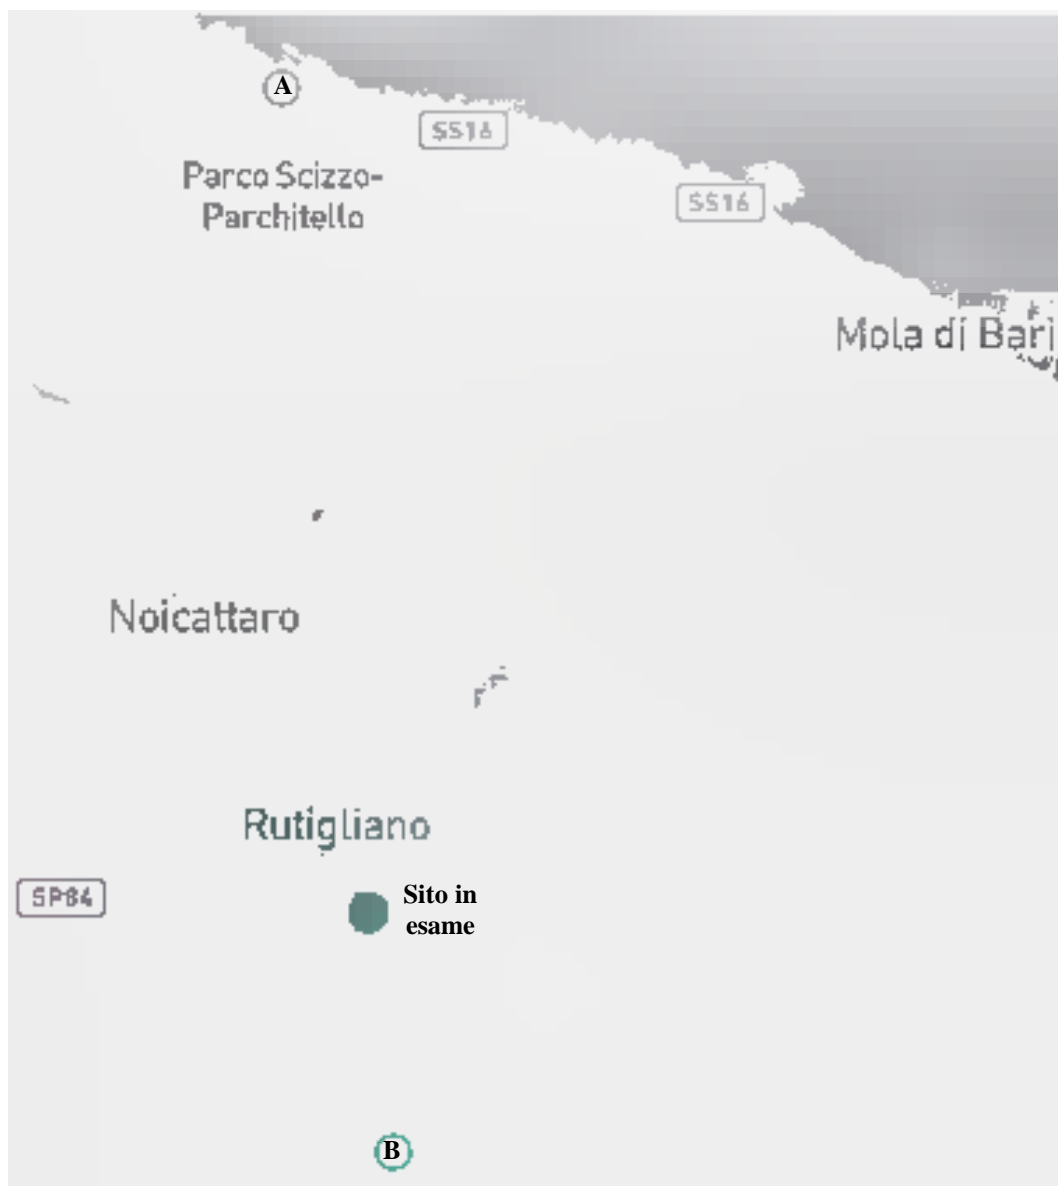 A
SS16
Parco Scizzo-
Parchitello
SS16
Mola di Bari
Noicattaro
Rutigliano
SP84
Sito in
esame
B